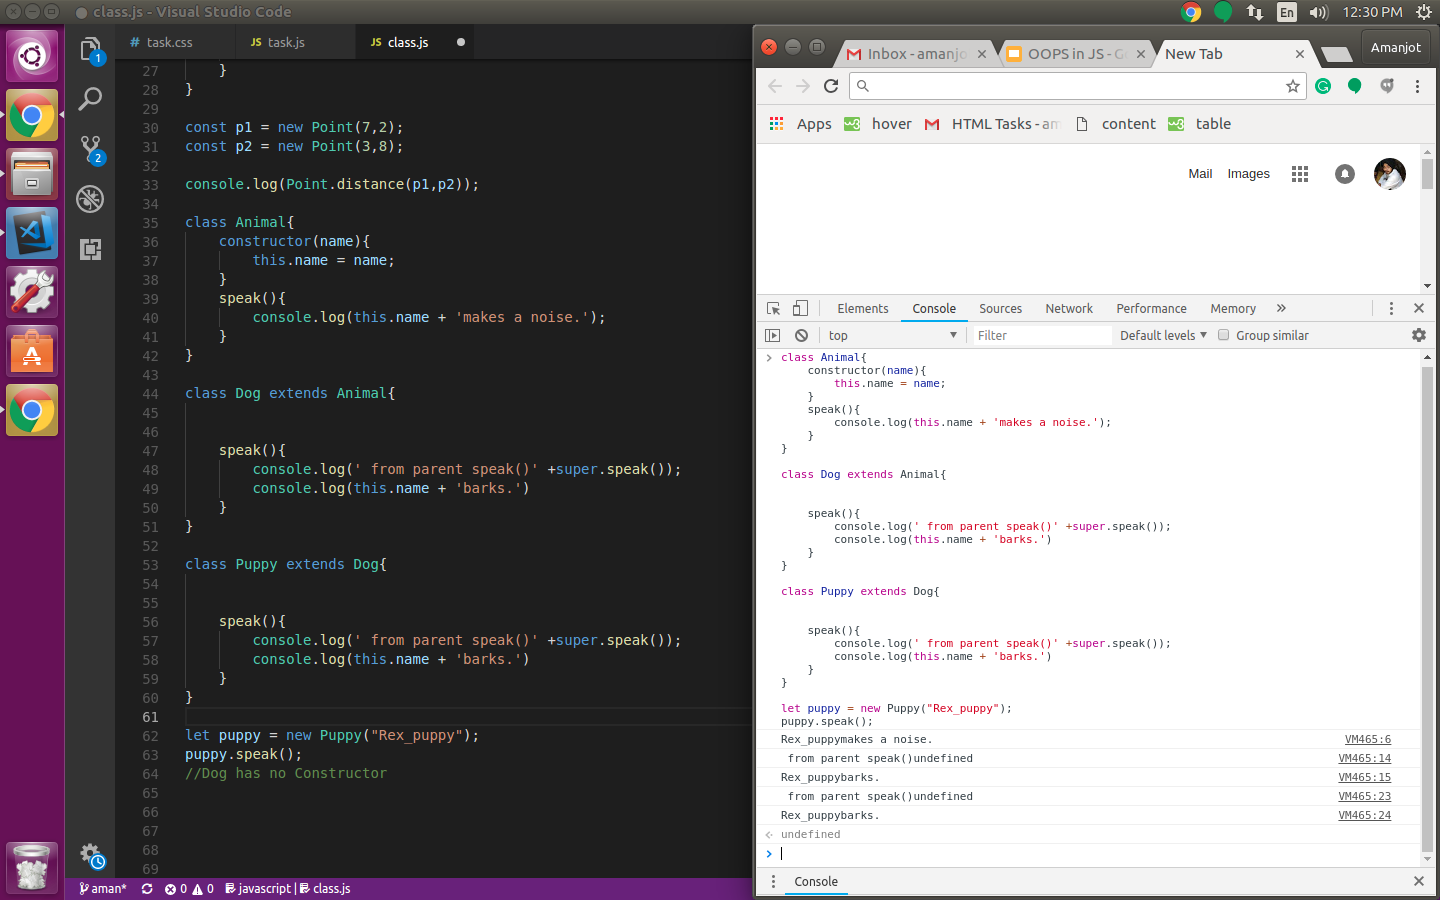 class.js - Visual Studio Code
En
12:30 PM
# task.css
JS task.js
JS class.js
1
2
27 }
28 }
29
30 const p1 = new Point(7,2);
31 const p2 = new Point(3,8);
32
33 console.log(Point.distance(p1,p2));
34
35 class Animal{
36 constructor(name){
37 this.name = name;
38 }
39 speak(){
40 console.log(this.name + 'makes a noise.');
41 }
42 }
43
44 class Dog extends Animal{
45
46
47 speak(){
48 console.log(' from parent speak()' +super.speak());
49 console.log(this.name + 'barks.')
50 }
51 }
52
53 class Puppy extends Dog{
54
55
56 speak(){
57 console.log(' from parent speak()' +super.speak());
58 console.log(this.name + 'barks.')
59 }
60 }
61
62 let puppy = new Puppy("Rex_puppy");
63 puppy.speak();
64 //Dog has no Constructor
65
66
67
68
69
aman* 0 0 javascript | class.js
Inbox - amanjo
OOPS in JS - Go
New Tab
Amanjot
Apps
w3 hover
HTML Tasks - am
content
w3 table
Mail Images
Elements Console Sources Network Performance Memory »
top Filter Default levels Group similar
class Animal{
constructor(name){
this.name = name;
}
speak(){
console.log(this.name + 'makes a noise.');
}
}
class Dog extends Animal{
speak(){
console.log(' from parent speak()' +super.speak());
console.log(this.name + 'barks.')
}
}
class Puppy extends Dog{
speak(){
console.log(' from parent speak()' +super.speak());
console.log(this.name + 'barks.')
}
}
let puppy = new Puppy("Rex_puppy");
puppy.speak();
Rex_puppymakes a noise. VM465:6
from parent speak()undefined VM465:14
Rex_puppybarks. VM465:15
from parent speak()undefined VM465:23
Rex_puppybarks. VM465:24
undefined
Console